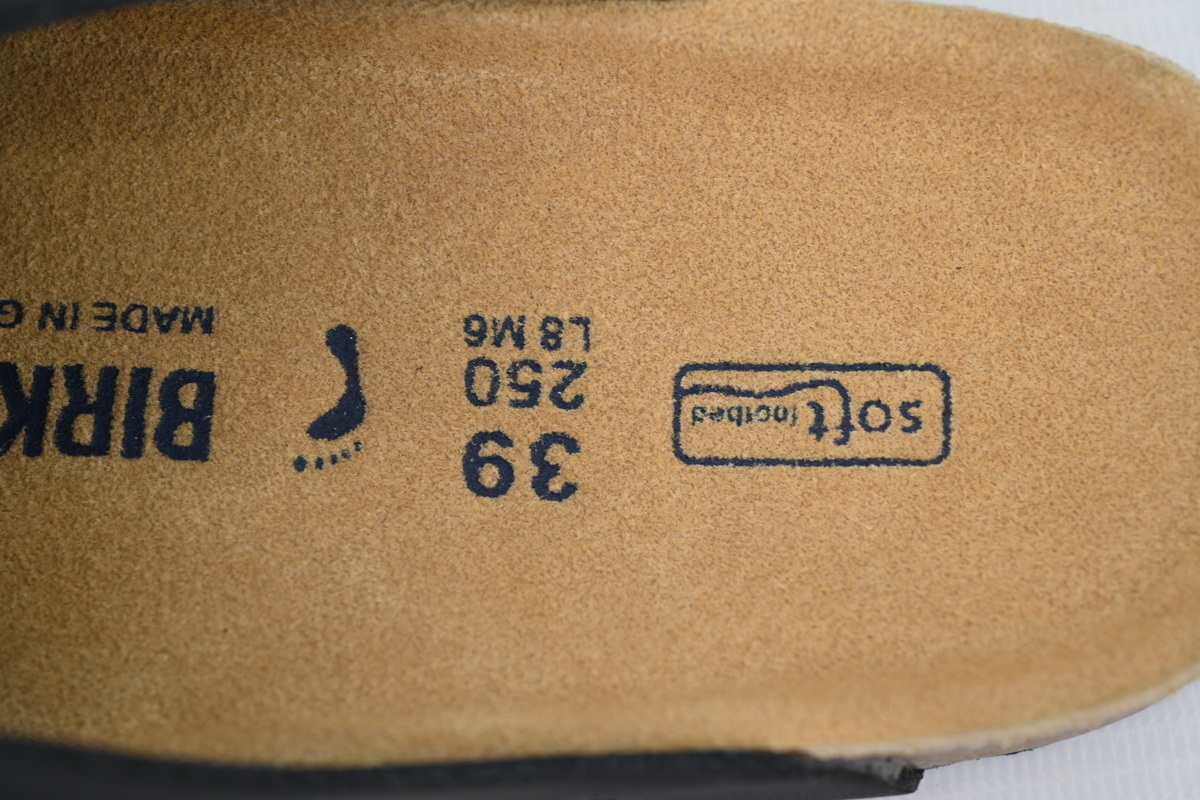 soft footbed
39
250
L8 M6
BIRK
MADE IN G